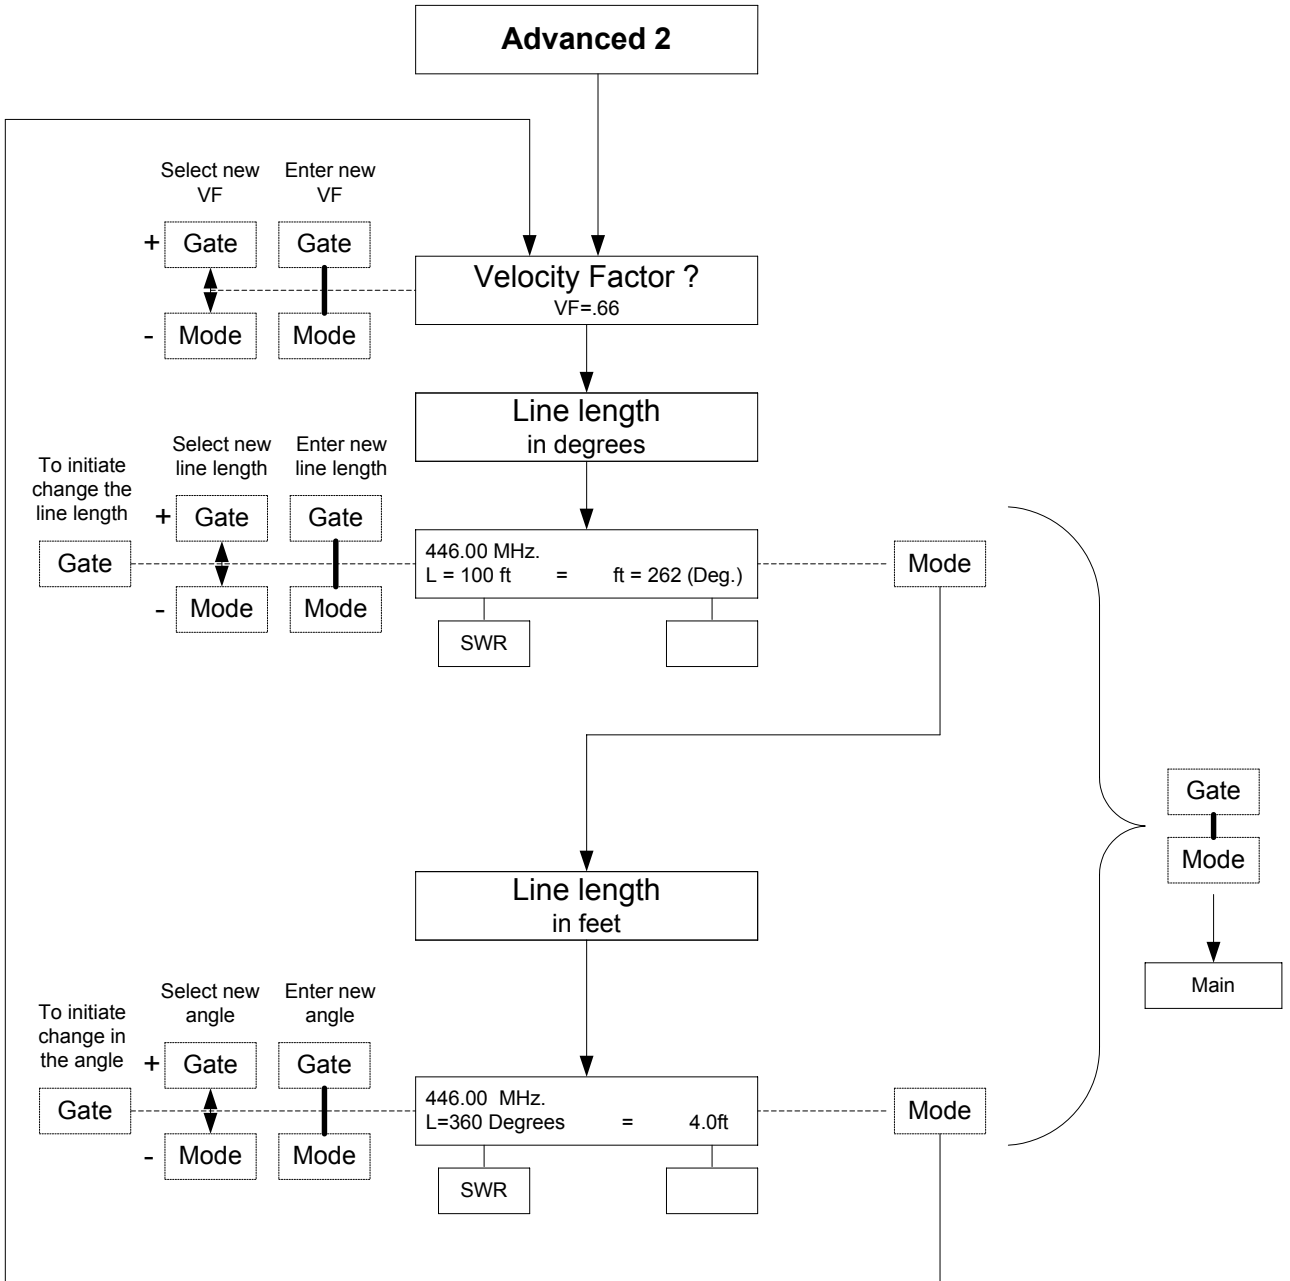 Advanced 2
Select new
VF
Enter new
VF
+
Gate
Gate
Velocity Factor ?
VF=.66
-
Mode
Mode
Line length
in degrees
To initiate
change the
line length
Select new
line length
Enter new
line length
+
Gate
Gate
Gate
446.00 MHz.
L = 100 ft = ft = 262 (Deg.)
Mode
-
Mode
Mode
SWR
Gate
Mode
Main
Line length
in feet
To initiate
change in
the angle
Select new
angle
Enter new
angle
+
Gate
Gate
Gate
446.00 MHz.
L=360 Degrees = 4.0ft
Mode
-
Mode
Mode
SWR